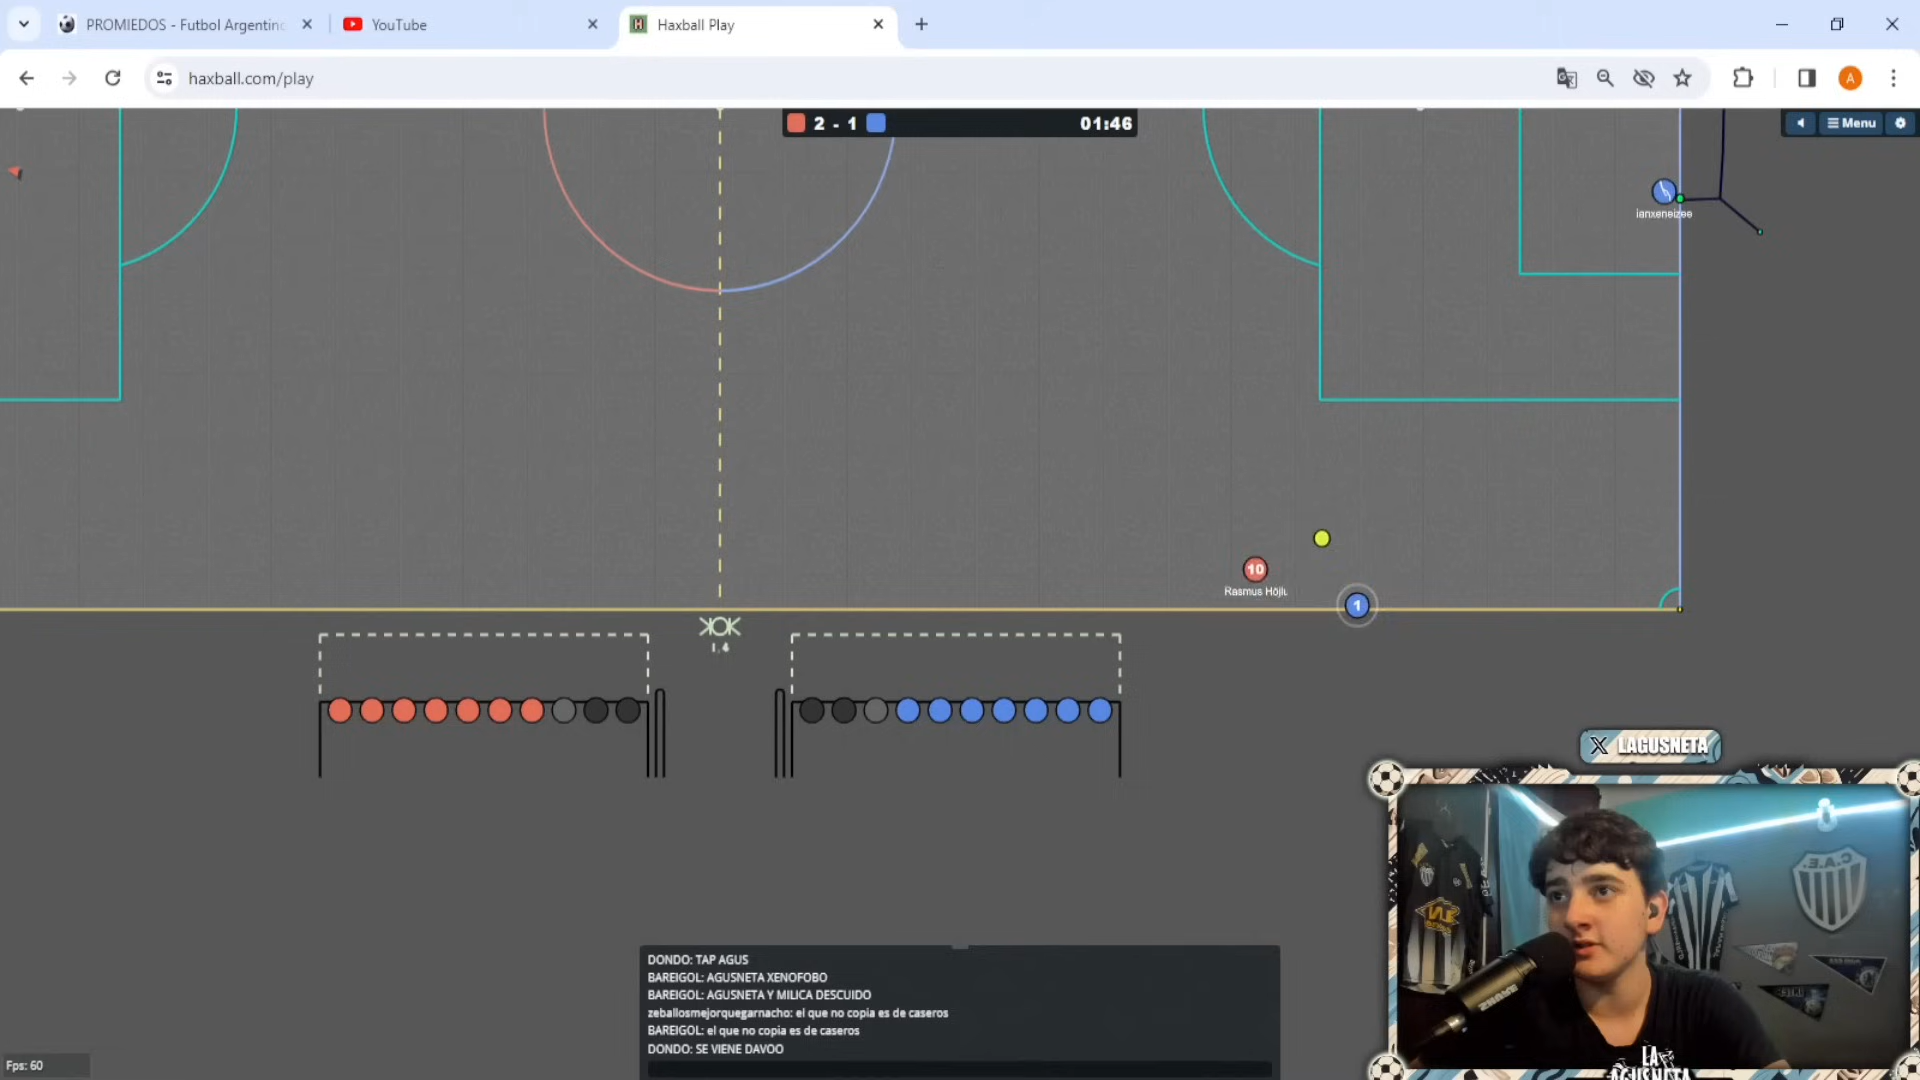 PROMIEDOS - Futbol Argentino
YouTube
Haxball Play
haxball.com/play
A
2 - 1
01:46
Menu
ianxeneizee
10
Rasmus Höjlu
1
LAGUSNETA
C.A.E.
DONDO: TAP AGUS
BAREIGOL: AGUSNETA XENOFOBO
BAREIGOL: AGUSNETA Y MILICA DESCUIDO
zeballosmejorquegarnacho: el que no copia es de caseros
BAREIGOL: el que no copia es de caseros
DONDO: SE VIENE DAVOO
Fps: 60
LA
AGUSNETA